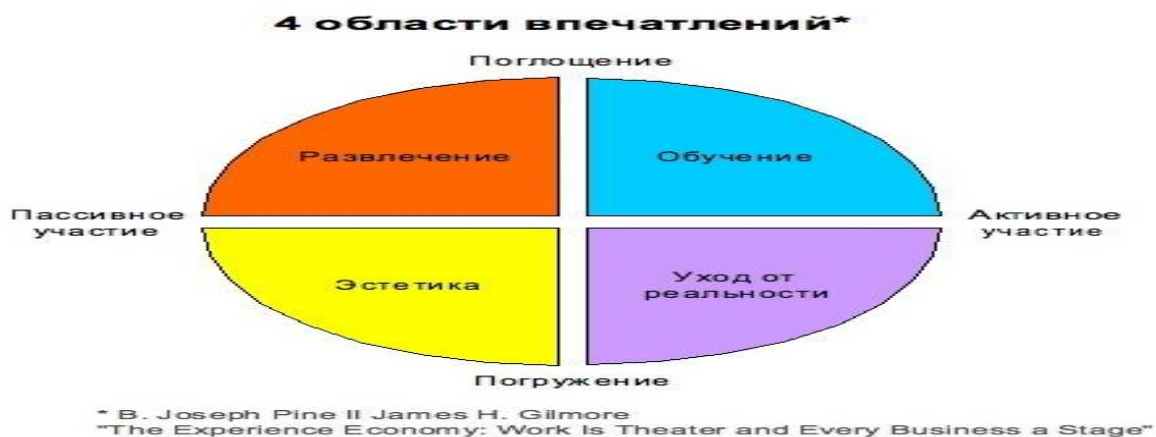 4 области впечатлений*
Поглощение
Развлечение
Обучение
Пассивное
участие
Активное
участие
Эстетика
Уход от
реальности
Погружение
* B. Joseph Pine II James H. Gilmore
"The Experience Economy: Work Is Theater and Every Business a Stage"